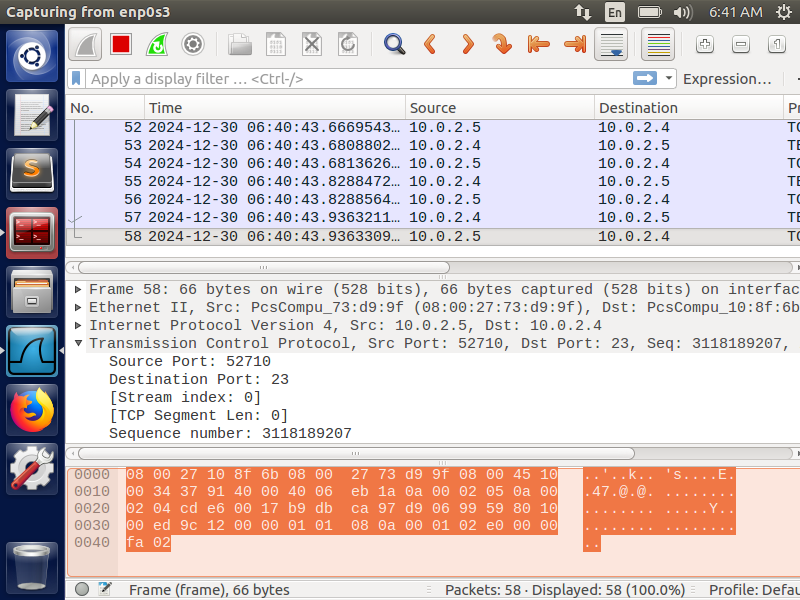 Capturing from enp0s3
En
6:41 AM
Apply a display filter … <Ctrl-/>
Expression…
No.
Time
Source
Destination
52 2024-12-30 06:40:43.6669543… 10.0.2.5 10.0.2.4 TC
53 2024-12-30 06:40:43.6808802… 10.0.2.4 10.0.2.5 TE
54 2024-12-30 06:40:43.6813626… 10.0.2.5 10.0.2.4 TC
55 2024-12-30 06:40:43.8288472… 10.0.2.4 10.0.2.5 TE
56 2024-12-30 06:40:43.8288564… 10.0.2.5 10.0.2.4 TC
57 2024-12-30 06:40:43.9363211… 10.0.2.4 10.0.2.5 TE
58 2024-12-30 06:40:43.9363309… 10.0.2.5 10.0.2.4 TC
Frame 58: 66 bytes on wire (528 bits), 66 bytes captured (528 bits) on interfac
Ethernet II, Src: PcsCompu_73:d9:9f (08:00:27:73:d9:9f), Dst: PcsCompu_10:8f:6b
Internet Protocol Version 4, Src: 10.0.2.5, Dst: 10.0.2.4
Transmission Control Protocol, Src Port: 52710, Dst Port: 23, Seq: 3118189207,
Source Port: 52710
Destination Port: 23
[Stream index: 0]
[TCP Segment Len: 0]
Sequence number: 3118189207
0000 08 00 27 10 8f 6b 08 00 27 73 d9 9f 08 00 45 10 ..'..k.. 's....E.
0010 00 34 37 91 40 00 40 06 eb 1a 0a 00 02 05 0a 00 .47.@.@. ........
0020 02 04 cd e6 00 17 b9 db ca 97 d9 06 99 59 80 10 ........ .....Y..
0030 00 ed 9c 12 00 00 01 01 08 0a 00 01 02 e0 00 00 ........ ........
0040 fa 02 ..
Frame (frame), 66 bytes
Packets: 58 · Displayed: 58 (100.0%)
Profile: Defau